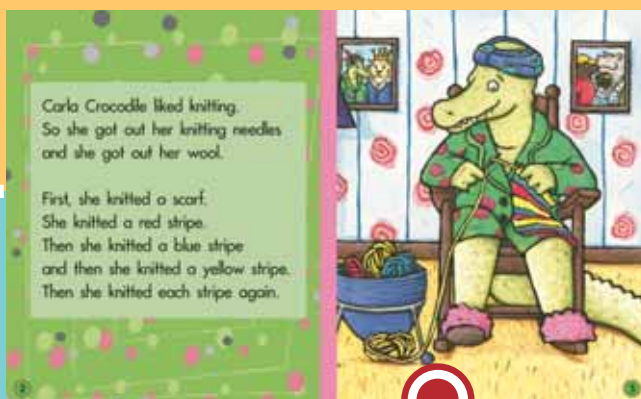 Carla Crocodile liked knitting.
So she got out her knitting needles
and she got out her wool.
First, she knitted a scarf.
She knitted a red stripe.
Then she knitted a blue stripe
and then she knitted a yellow stripe.
Then she knitted each stripe again.
2
3